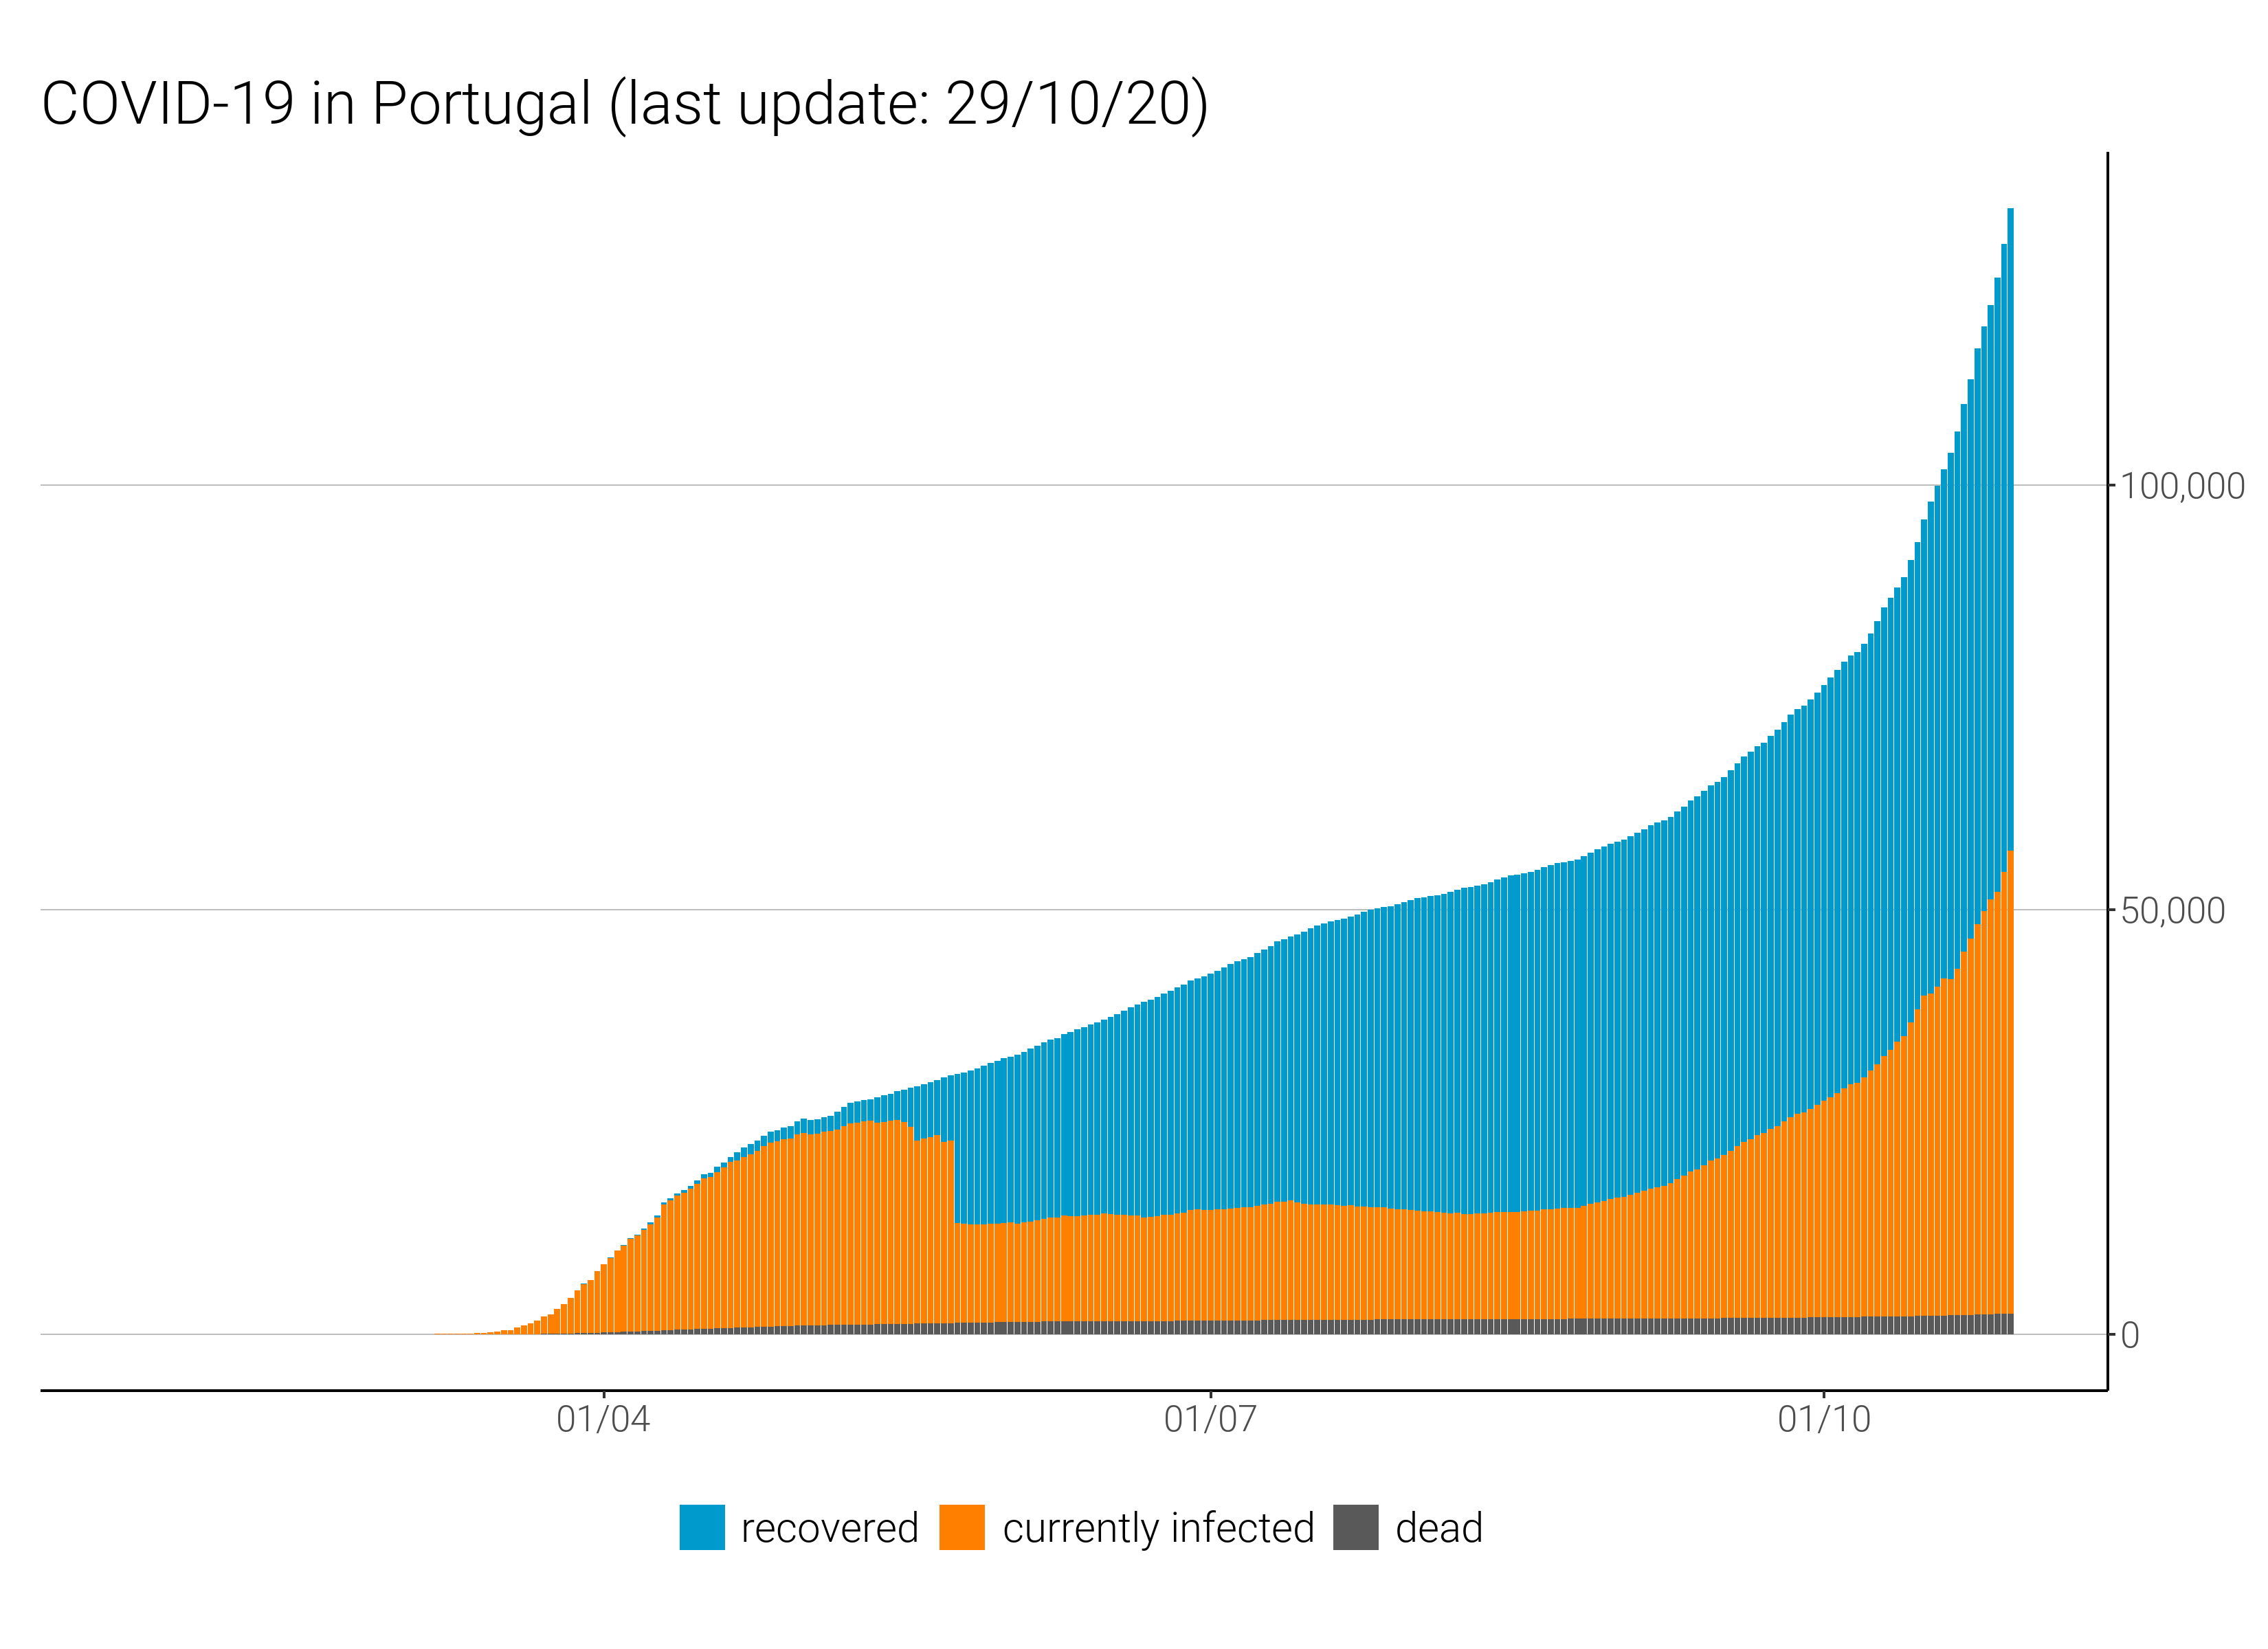 COVID-19 in Portugal (last update: 29/10/20)
100,000
50,000
0
01/04 01/07 01/10
recovered currently infected dead